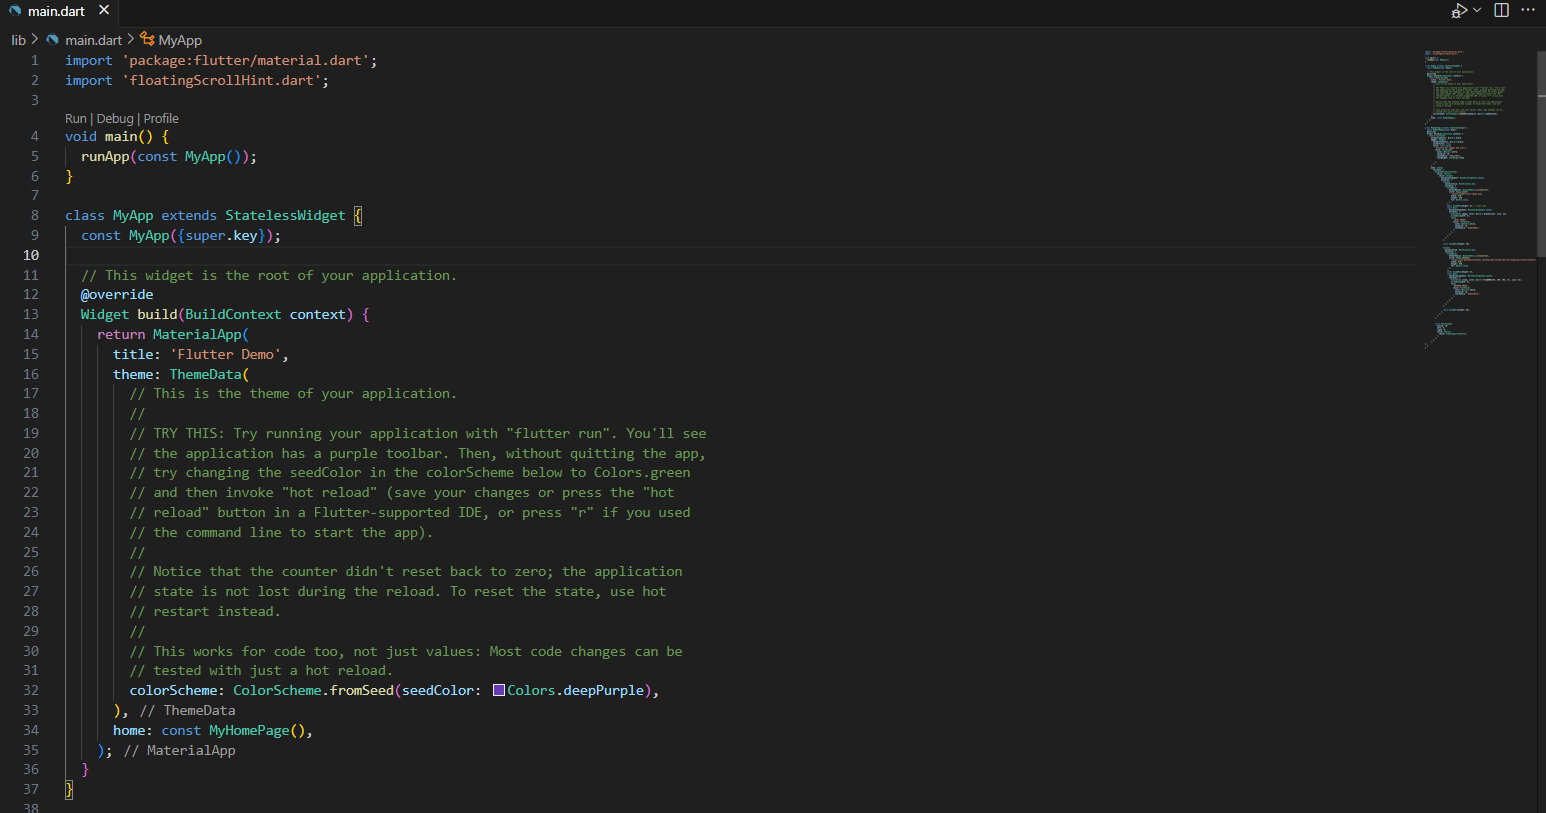 main.dart
lib > main.dart > MyApp
1 import 'package:flutter/material.dart';
2 import 'floatingScrollHint.dart';
3
Run | Debug | Profile
4 void main() {
5   runApp(const MyApp());
6 }
7
8 class MyApp extends StatelessWidget {
9   const MyApp({super.key});
10
11   // This widget is the root of your application.
12   @override
13   Widget build(BuildContext context) {
14     return MaterialApp(
15       title: 'Flutter Demo',
16       theme: ThemeData(
17         // This is the theme of your application.
18         //
19         // TRY THIS: Try running your application with "flutter run". You'll see
20         // the application has a purple toolbar. Then, without quitting the app,
21         // try changing the seedColor in the colorScheme below to Colors.green
22         // and then invoke "hot reload" (save your changes or press the "hot
23         // reload" button in a Flutter-supported IDE, or press "r" if you used
24         // the command line to start the app).
25         //
26         // Notice that the counter didn't reset back to zero; the application
27         // state is not lost during the reload. To reset the state, use hot
28         // restart instead.
29         //
30         // This works for code too, not just values: Most code changes can be
31         // tested with just a hot reload.
32         colorScheme: ColorScheme.fromSeed(seedColor: Colors.deepPurple),
33       ), // ThemeData
34       home: const MyHomePage(),
35     ); // MaterialApp
36   }
37 }
38